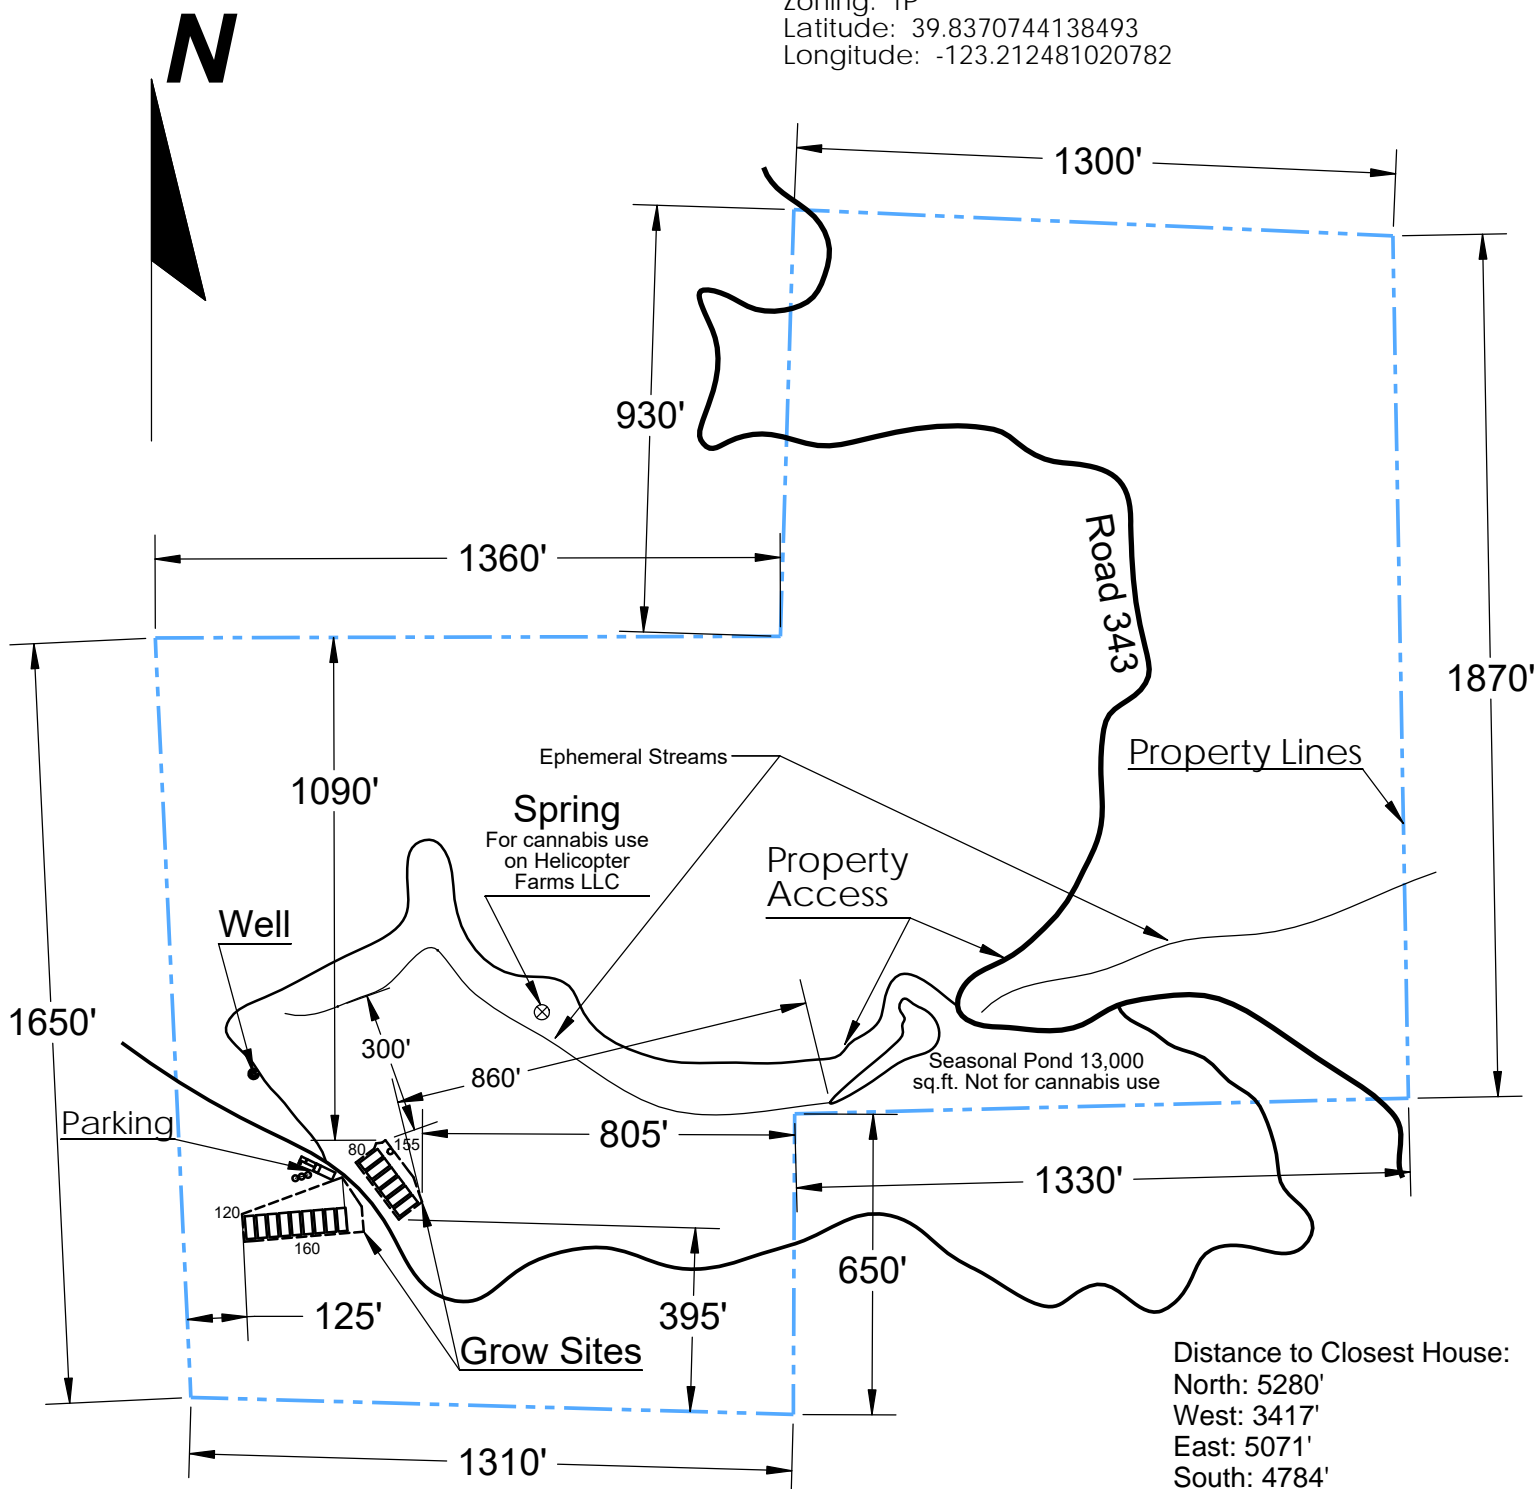 Latitude: 39.8370744138493
Longitude: -123.212481020782
N
1300'
930'
1360'
Road 343
1870'
Property Lines
Ephemeral Streams
1090'
Spring
For cannabis use
on Helicopter
Farms LLC
Property
Access
Well
1650'
300'
860'
Seasonal Pond 13,000
sq.ft. Not for cannabis use
Parking
80
155
805'
1330'
120
160
650'
125'
395'
Grow Sites
1310'
Distance to Closest House:
North: 5280'
West: 3417'
East: 5071'
South: 4784'